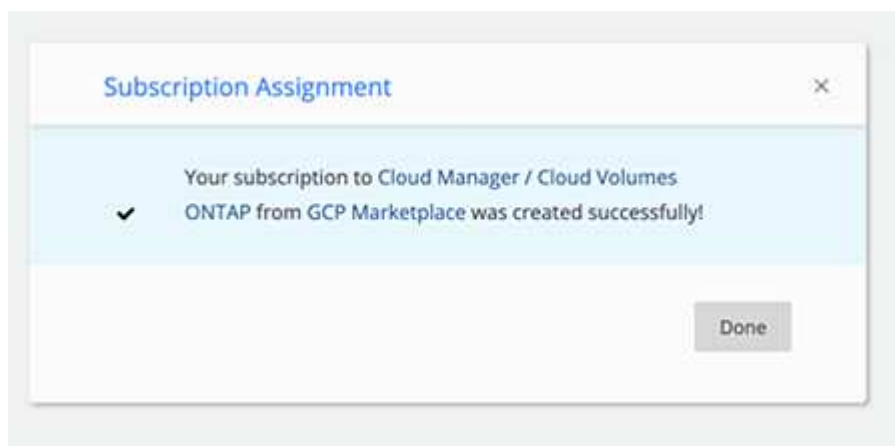 Subscription Assignment
Your subscription to Cloud Manager / Cloud Volumes
ONTAP from GCP Marketplace was created successfully!
Done